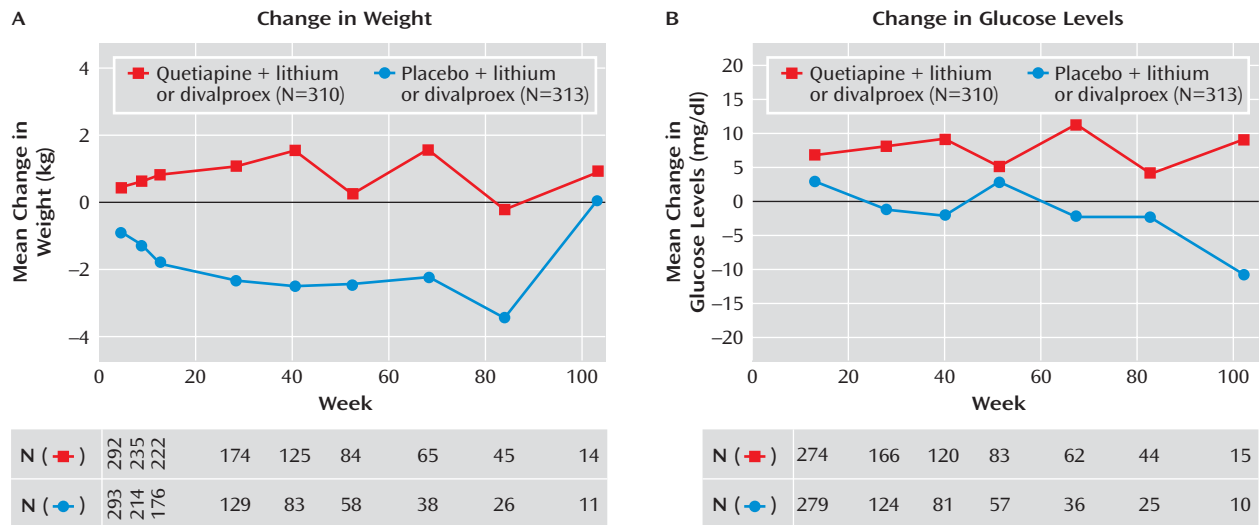 A
Change in Weight
Quetiapine + lithium
or divalproex (N=310)
Placebo + lithium
or divalproex (N=313)
Mean Change in
Weight (kg)
4
2
0
–2
–4
0 20 40 60 80 100
Week
N ( ) 292 235 222 174 125 84 65 45 14
N ( ) 293 214 176 129 83 58 38 26 11
B
Change in Glucose Levels
Quetiapine + lithium
or divalproex (N=310)
Placebo + lithium
or divalproex (N=313)
Mean Change in
Glucose Levels (mg/dl)
20
15
10
5
0
–5
–10
–15
–20
0 20 40 60 80 100
Week
N ( ) 274 166 120 83 62 44 15
N ( ) 279 124 81 57 36 25 10